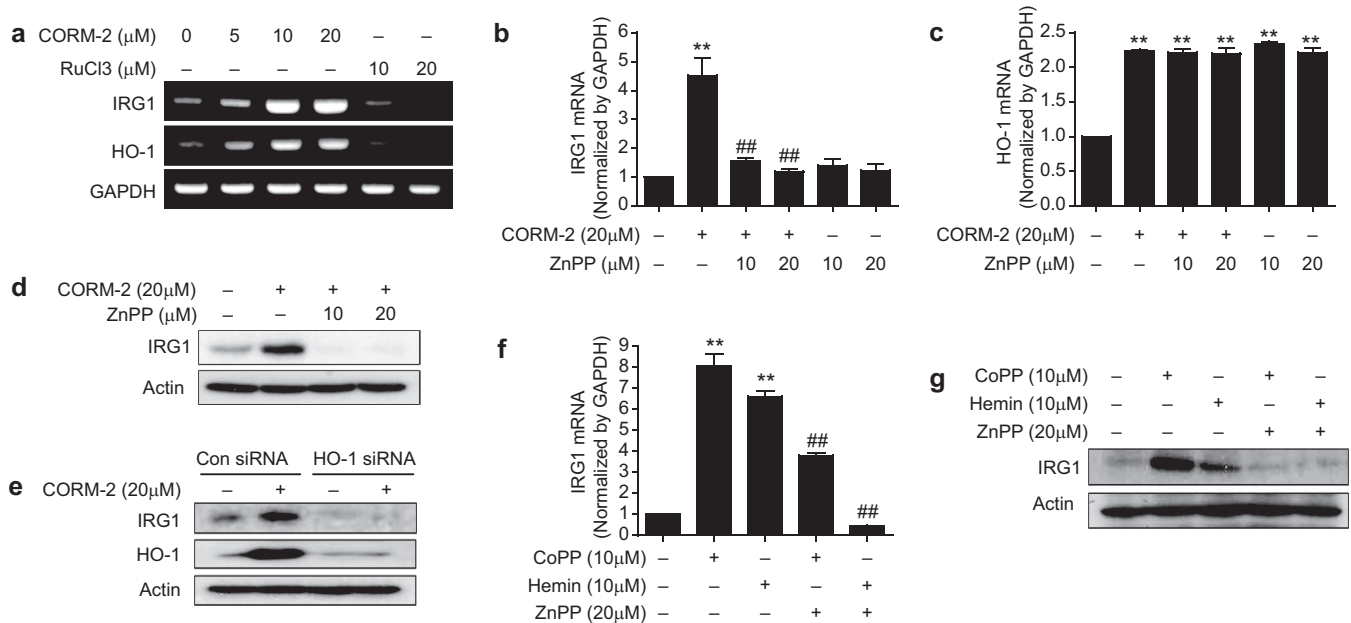 a
CORM-2 (μM) 0 5 10 20 – –
RuCl3 (μM) – – – – 10 20
IRG1
HO-1
GAPDH
b
IRG1 mRNA
(Normalized by GAPDH)
6
5
4
3
2
1
0
**
##
##
CORM-2 (20μM) – + + + – –
ZnPP (μM) – – 10 20 10 20
c
HO-1 mRNA
(Normalized by GAPDH)
2.5
2.0
1.5
1.0
0.5
0.0
** ** ** ** **
CORM-2 (20μM) – + + + – –
ZnPP (μM) – – 10 20 10 20
d
CORM-2 (20μM) – + + +
ZnPP (μM) – – 10 20
IRG1
Actin
e
Con siRNA HO-1 siRNA
CORM-2 (20μM) – + – +
IRG1
HO-1
Actin
f
IRG1 mRNA
(Normalized by GAPDH)
9
8
7
6
5
4
3
2
1
0
**
**
##
##
CoPP (10μM) – + – + –
Hemin (10μM) – – + – +
ZnPP (20μM) – – – + +
g
CoPP (10μM) – + – + –
Hemin (10μM) – – + – +
ZnPP (20μM) – – – + +
IRG1
Actin